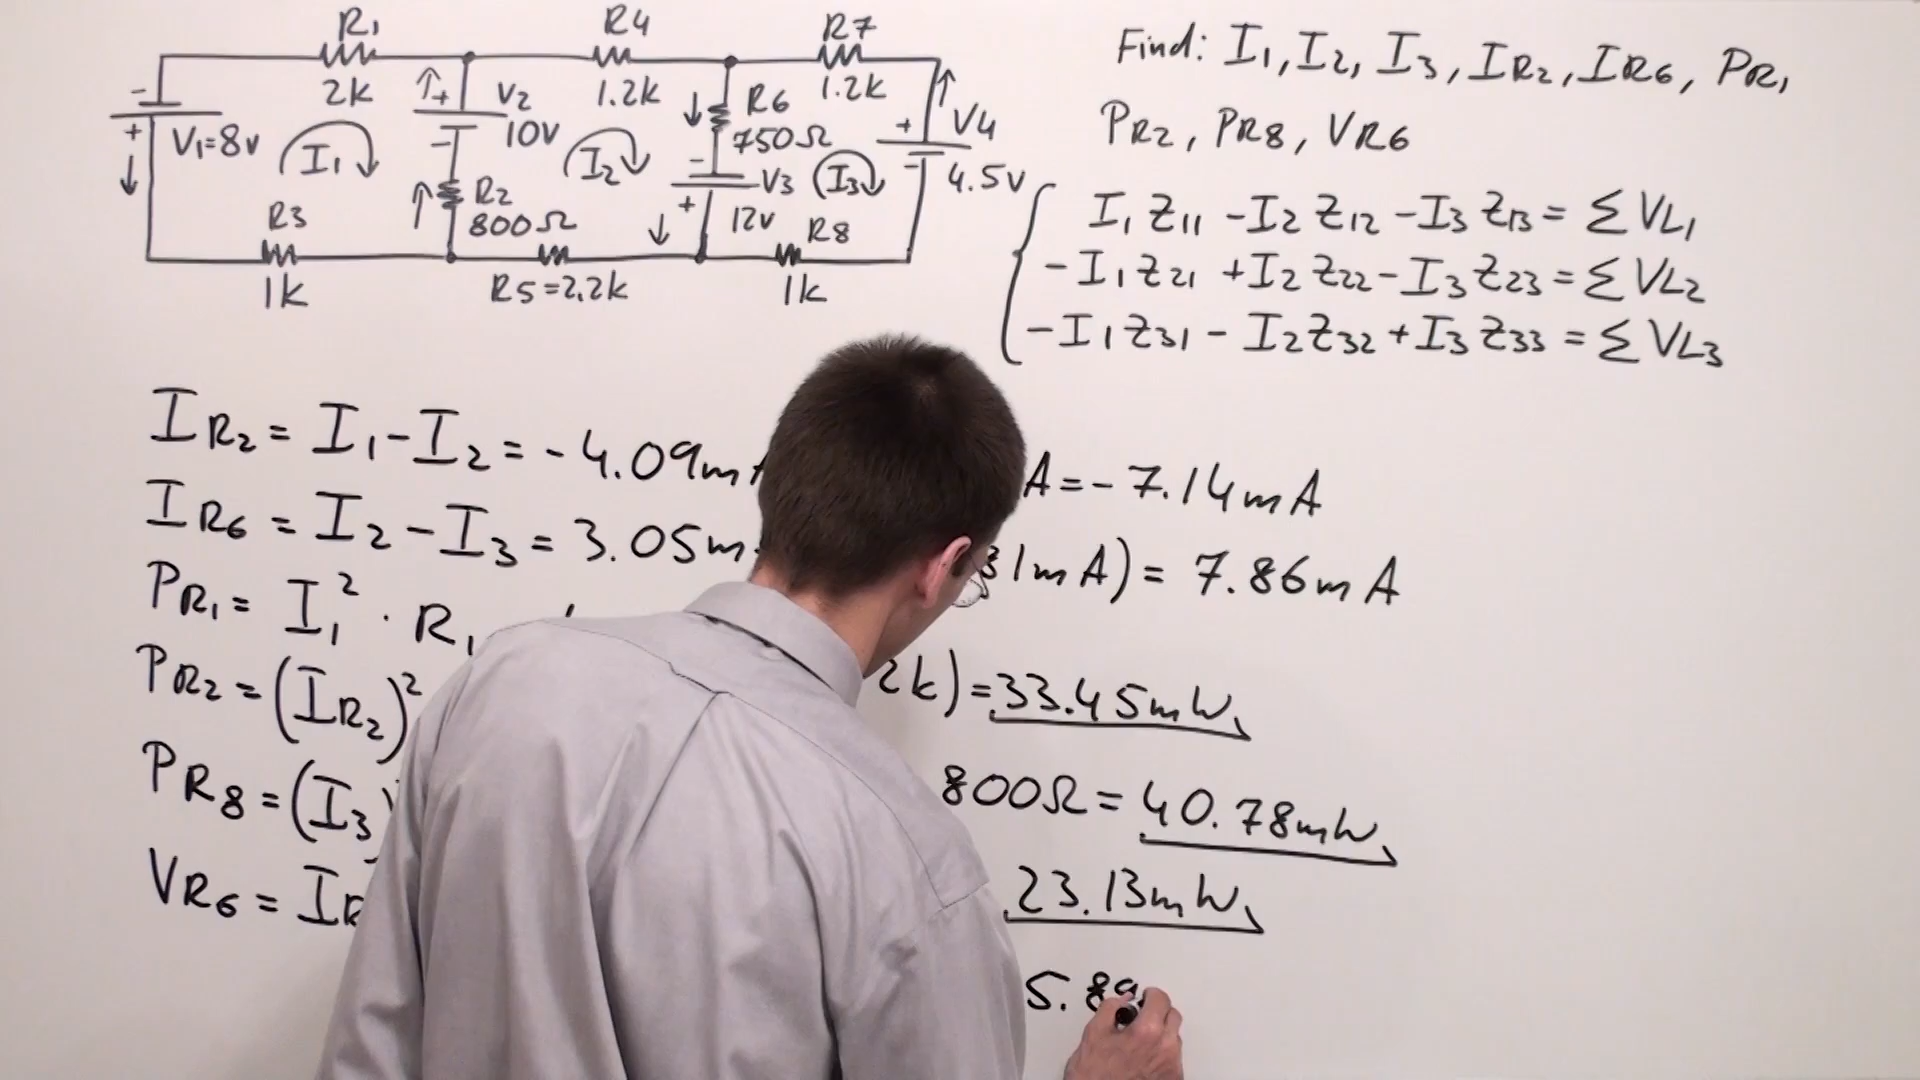 R1
R4
R7
2k
1.2k
1.2k
- + V1=8v
I1
+ - V2
10V
R2
800Ω
I2
R6
750Ω
- + V3
12v
I3
+ - V4
4.5v
R3
1k
R5=2.2k
R8
1k
Find: I1, I2, I3, IR2, IR6, PR1
PR2, PR8, VR6
I1 Z11 - I2 Z12 - I3 Z13 = Σ VL1
- I1 Z21 + I2 Z22 - I3 Z23 = Σ VL2
- I1 Z31 - I2 Z32 + I3 Z33 = Σ VL3
IR2 = I1 - I2 = -4.09m A = -7.14mA
IR6 = I2 - I3 = 3.05m 31mA) = 7.86mA
PR1 = I1² · R1 2k) = 33.45mW
PR2 = (IR2)² 800Ω = 40.78mW
PR8 = (I3) 23.13mW
VR6 = IR 5.89